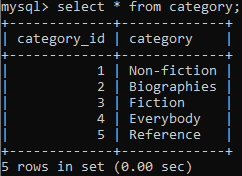 mysql> select * from category;
+-------------+-------------+
| category_id | category    |
+-------------+-------------+
|           1 | Non-fiction |
|           2 | Biographies |
|           3 | Fiction     |
|           4 | Everybody   |
|           5 | Reference   |
+-------------+-------------+
5 rows in set (0.00 sec)